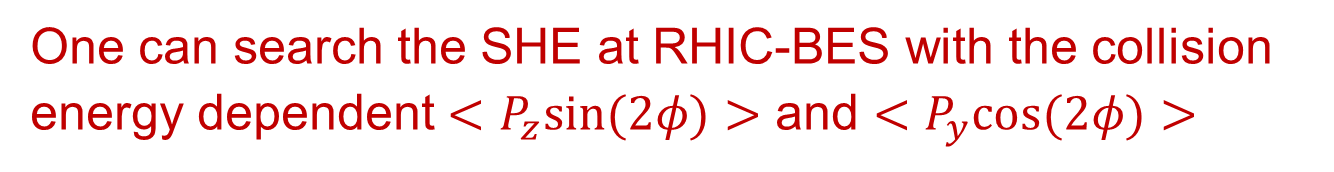 One can search the SHE at RHIC-BES with the collision
energy dependent < P_z sin(2ϕ) > and < P_y cos(2ϕ) >